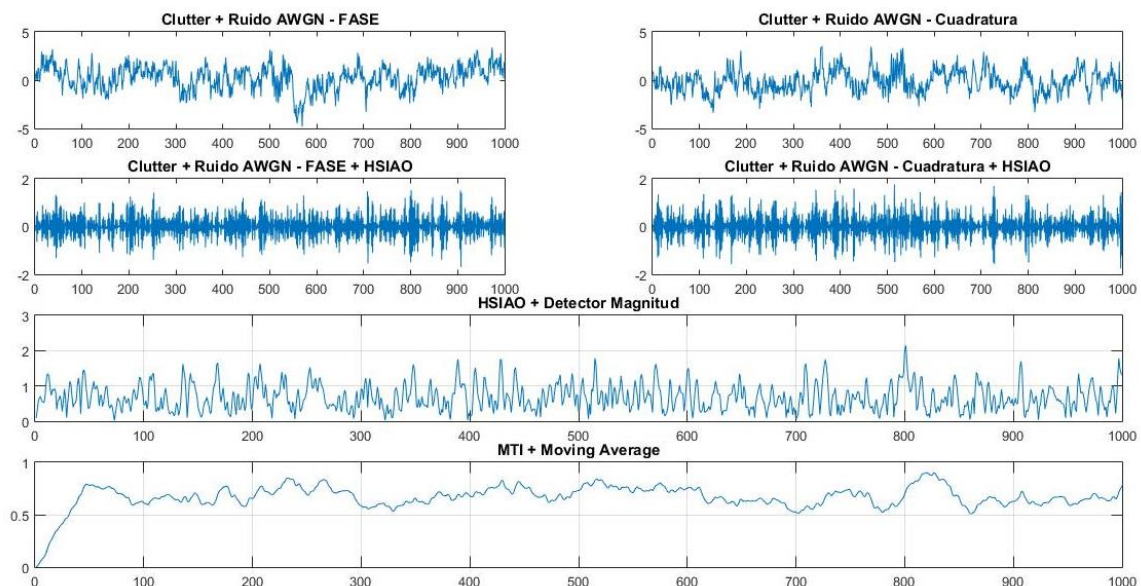 Clutter + Ruido AWGN - FASE
5
0
-5
0 100 200 300 400 500 600 700 800 900 1000
Clutter + Ruido AWGN - Cuadratura
5
0
-5
0 100 200 300 400 500 600 700 800 900 1000
Clutter + Ruido AWGN - FASE + HSIAO
2
0
-2
0 100 200 300 400 500 600 700 800 900 1000
Clutter + Ruido AWGN - Cuadratura + HSIAO
2
0
-2
0 100 200 300 400 500 600 700 800 900 1000
HSIAO + Detector Magnitud
3
2
1
0
0 100 200 300 400 500 600 700 800 900 1000
MTI + Moving Average
1
0.5
0
0 100 200 300 400 500 600 700 800 900 1000